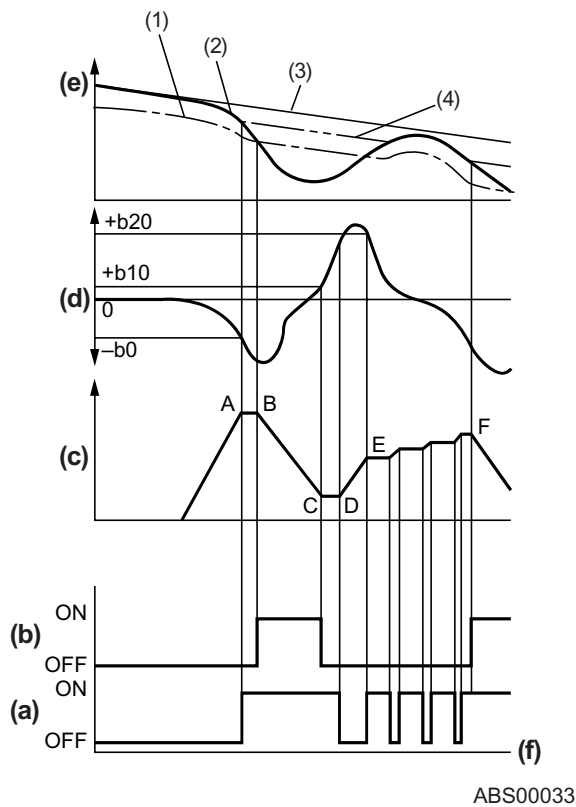 (1)
(2)
(3)
(4)
(e)
+b20
+b10
(d)
0
–b0
A B
E
F
(c)
C D
ON
(b)
OFF
ON
(a)
OFF
(f)
ABS00033